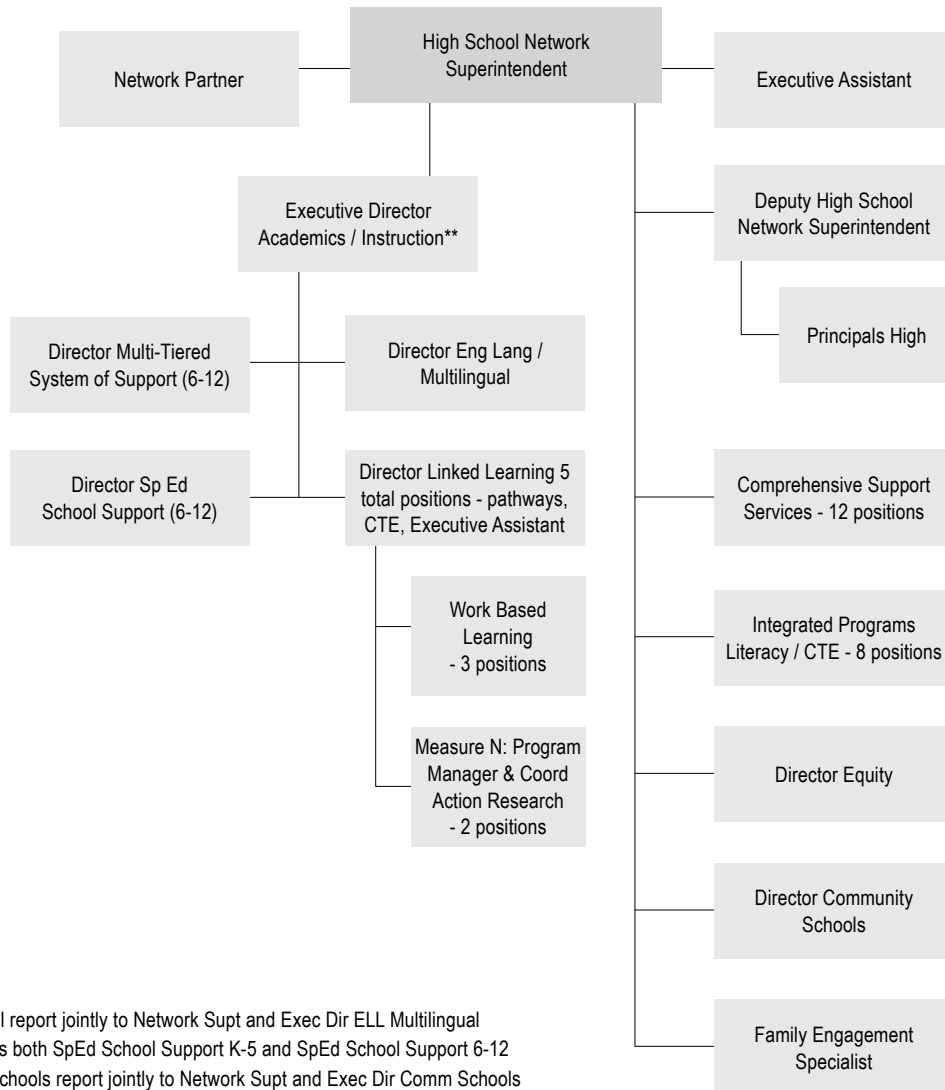 High School Network
Superintendent
Network Partner
Executive Assistant
Executive Director
Academics / Instruction**
Deputy High School
Network Superintendent
Principals High
Director Multi-Tiered
System of Support (6-12)
Director Eng Lang /
Multilingual
Director Sp Ed
School Support (6-12)
Director Linked Learning 5
total positions - pathways,
CTE, Executive Assistant
Comprehensive Support
Services - 12 positions
Work Based
Learning
- 3 positions
Integrated Programs
Literacy / CTE - 8 positions
Measure N: Program
Manager & Coord
Action Research
- 2 positions
Director Equity
Director Community
Schools
Family Engagement
Specialist
report jointly to Network Supt and Exec Dir ELL Multilingual
both SpEd School Support K-5 and SpEd School Support 6-12
chools report jointly to Network Supt and Exec Dir Comm Schools